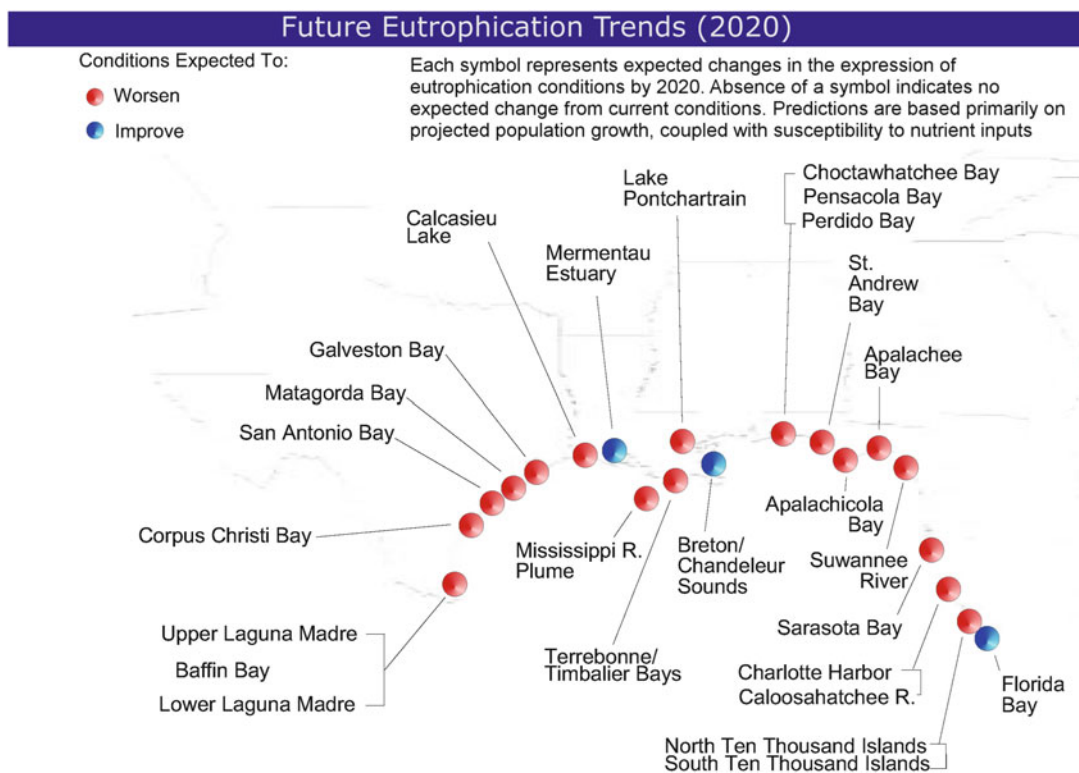 Future Eutrophication Trends (2020)
Conditions Expected To:
Worsen
Improve
Each symbol represents expected changes in the expression of
eutrophication conditions by 2020. Absence of a symbol indicates no
expected change from current conditions. Predictions are based primarily on
projected population growth, coupled with susceptibility to nutrient inputs
Lake
Pontchartrain
Choctawhatchee Bay
Pensacola Bay
Perdido Bay
Calcasieu
Lake
Mermentau
Estuary
St.
Andrew
Bay
Galveston Bay
Apalachee
Bay
Matagorda Bay
San Antonio Bay
Corpus Christi Bay
Mississippi R.
Plume
Breton/
Chandeleur
Sounds
Apalachicola
Bay
Suwannee
River
Upper Laguna Madre
Baffin Bay
Lower Laguna Madre
Terrebonne/
Timbalier Bays
Sarasota Bay
Charlotte Harbor
Caloosahatchee R.
Florida
Bay
North Ten Thousand Islands
South Ten Thousand Islands